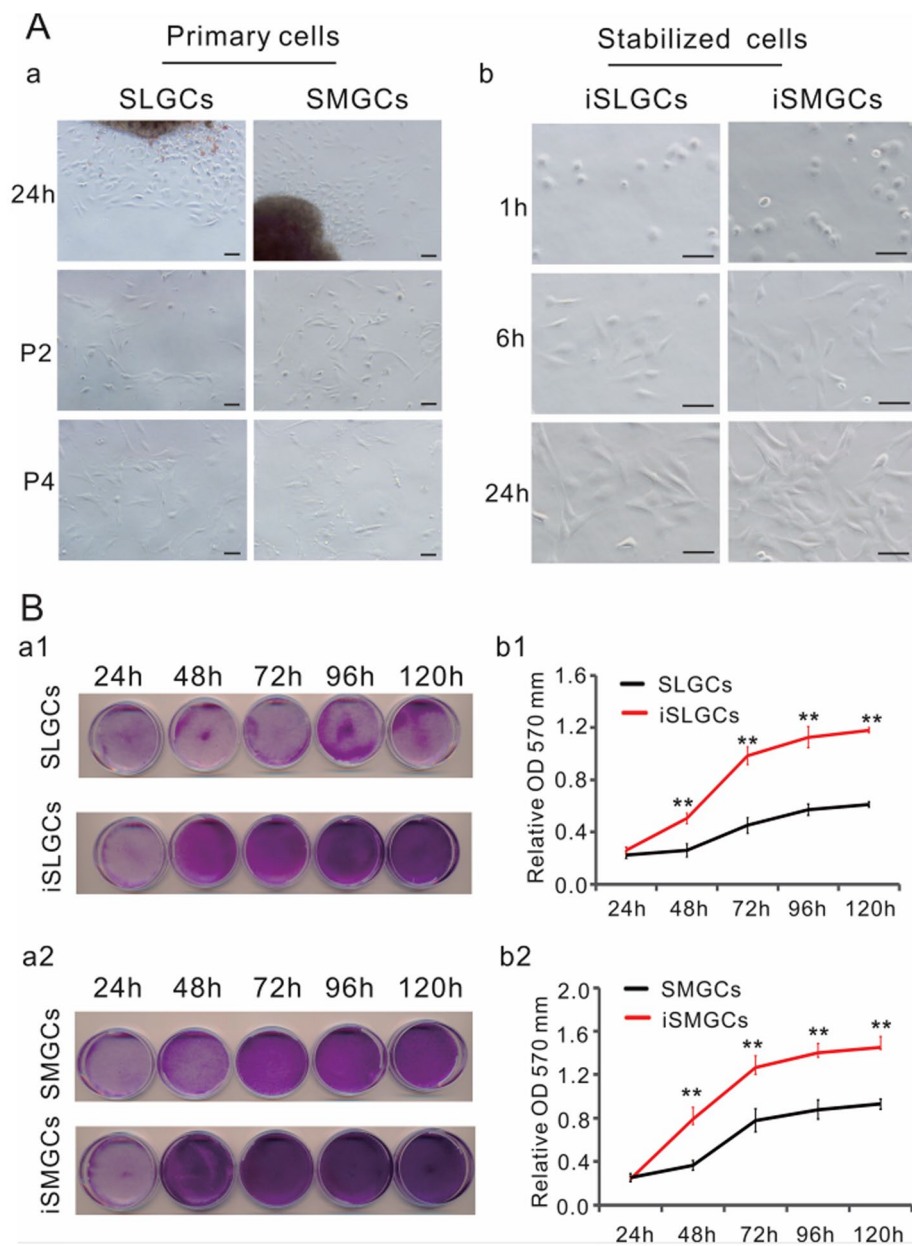 A
Primary cells
Stabilized cells
a
b
SLGCs SMGCs
iSLGCs iSMGCs
24h
1h
P2
6h
P4
24h
B
a1
b1
24h 48h 72h 96h 120h
SLGCs
iSLGCs
1.6
1.2
0.8
0.4
0.0
Relative OD 570 mm
SLGCs
iSLGCs
**
**
**
**
24h 48h 72h 96h 120h
a2
b2
24h 48h 72h 96h 120h
SMGCs
iSMGCs
2.0
1.6
1.2
0.8
0.4
0.0
Relative OD 570 mm
SMGCs
iSMGCs
**
**
**
**
24h 48h 72h 96h 120h